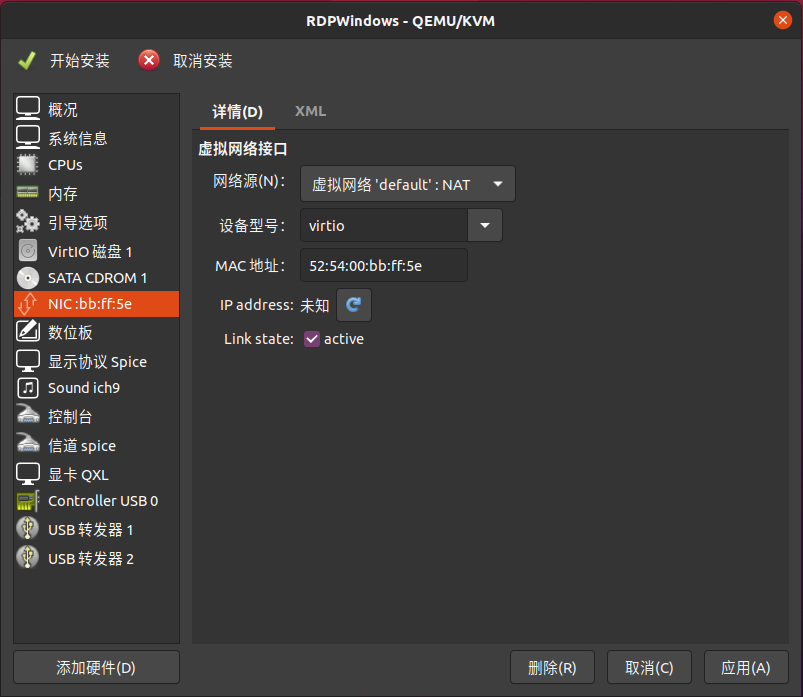 RDPWindows - QEMU/KVM
开始安装 取消安装
概况
系统信息
CPUs
内存
引导选项
VirtIO 磁盘 1
SATA CDROM 1
NIC :bb:ff:5e
数位板
显示协议 Spice
Sound ich9
控制台
信道 spice
显卡 QXL
Controller USB 0
USB 转发器 1
USB 转发器 2
添加硬件(D)
详情(D) XML
虚拟网络接口
网络源(N): 虚拟网络 'default' : NAT
设备型号: virtio
MAC 地址: 52:54:00:bb:ff:5e
IP address: 未知
Link state: active
删除(R) 取消(C) 应用(A)